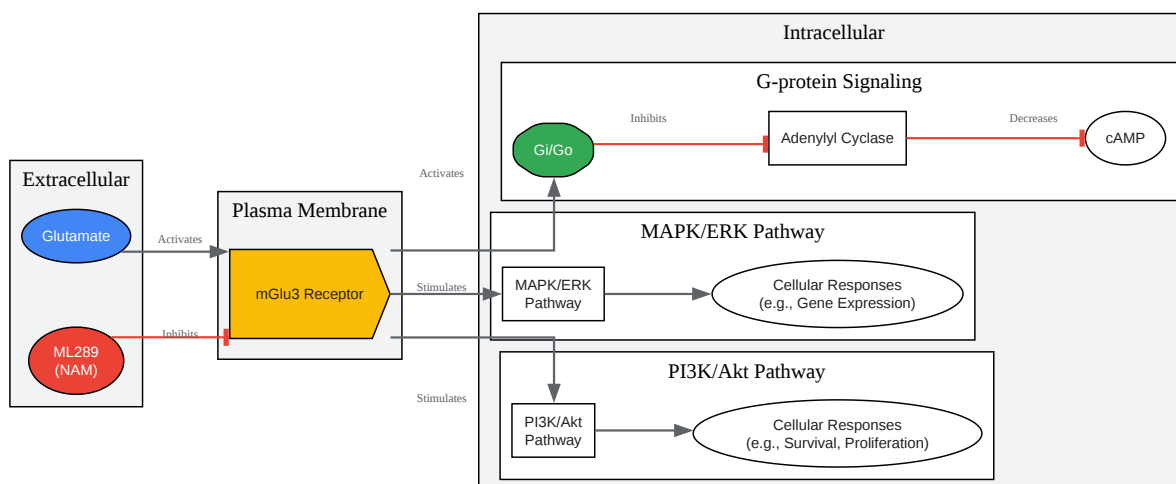 Intracellular
G-protein Signaling
Inhibits
Decreases
Gi/Go
Adenylyl Cyclase
cAMP
Activates
Extracellular
Plasma Membrane
Glutamate
Activates
MAPK/ERK Pathway
mGlu3 Receptor
Stimulates
MAPK/ERK
Pathway
Cellular Responses
(e.g., Gene Expression)
Inhibits
ML289
(NAM)
PI3K/Akt Pathway
Stimulates
PI3K/Akt
Pathway
Cellular Responses
(e.g., Survival, Proliferation)